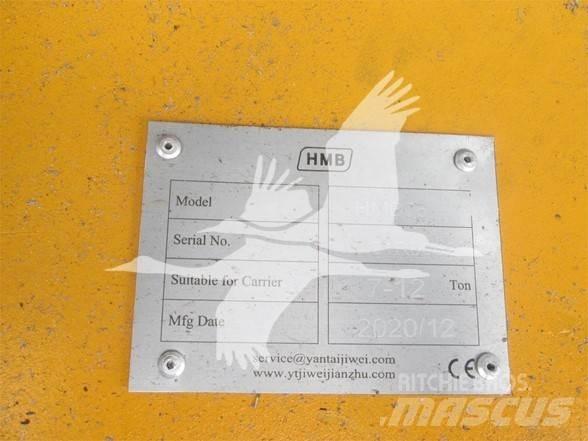 HMB
Model HM
Serial No.
Suitable for Carrier 7-12 Ton
Mfg Date 2020/12
service@yantaijiwei.com
www.ytjiweijianzhu.com CE
RITCHIE BROS.
MASCUS